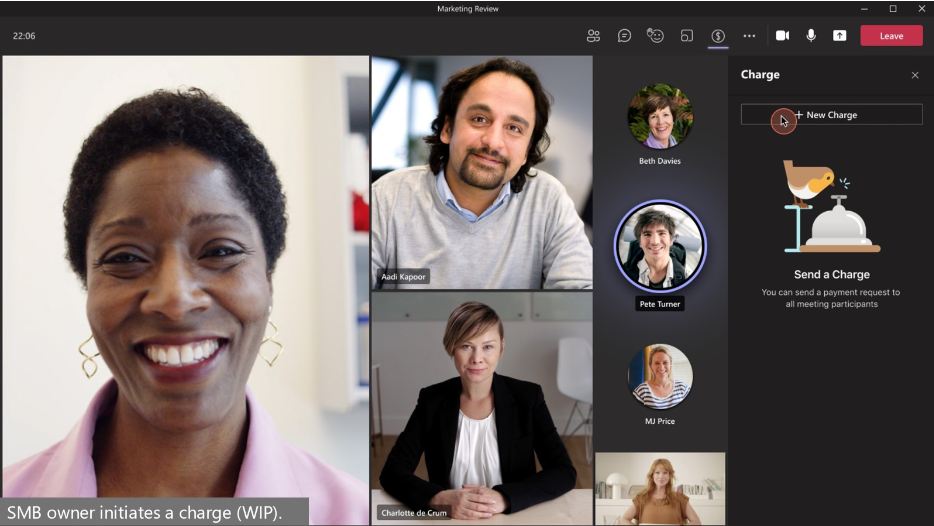 Marketing Review
22:06
Leave
Charge
+ New Charge
Beth Davies
Aadi Kapoor
Send a Charge
Pete Turner
You can send a payment request to
all meeting participants
MJ Price
Charlotte de Crum
SMB owner initiates a charge (WIP).